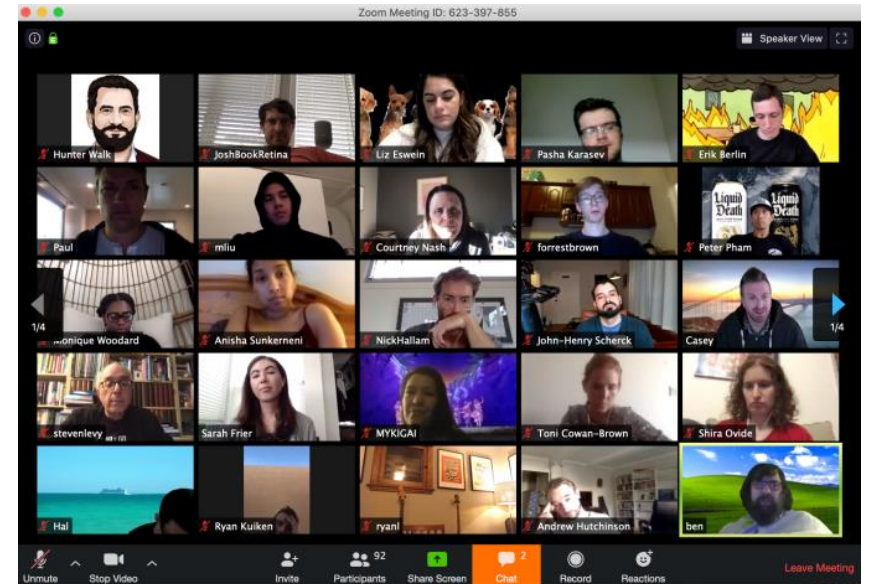 Zoom Meeting ID: 623-397-855
Speaker View
Hunter Walk
JoshBookRetina
Liz Eswein
Pasha Karasev
Erik Berlin
Paul
mliu
Courtney Nash
forrestbrown
Liquid Death
Liquid Death
Peter Pham
1/4
Monique Woodard
Anisha Sunkerneni
NickHallam
John-Henry Scherck
Casey
1/4
stevenlevy
Sarah Frier
MYKIGAI
Toni Cowan-Brown
Shira Ovide
Hal
Ryan Kuiken
ryanl
Andrew Hutchinson
ben
Unmute
Stop Video
Invite
Participants 92
Share Screen
Chat 2
Record
Reactions
Leave Meeting